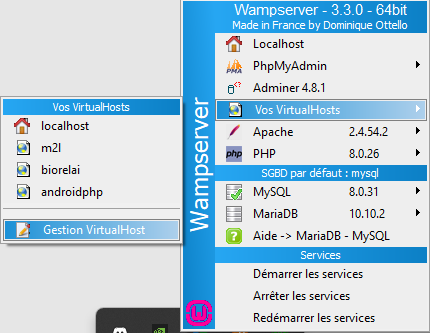 Wampserver - 3.3.0 - 64bit
Made in France by Dominique Ottello
Localhost
PMA PhpMyAdmin
Adminer 4.8.1
Vos VirtualHosts
Apache 2.4.54.2
php PHP 8.0.26
SGBD par défaut : mysql
MySQL 8.0.31
MariaDB 10.10.2
Aide -> MariaDB - MySQL
Services
Démarrer les services
Arrêter les services
Redémarrer les services
Wampserver
Vos VirtualHosts
localhost
m2l
biorelai
androidphp
Gestion VirtualHost